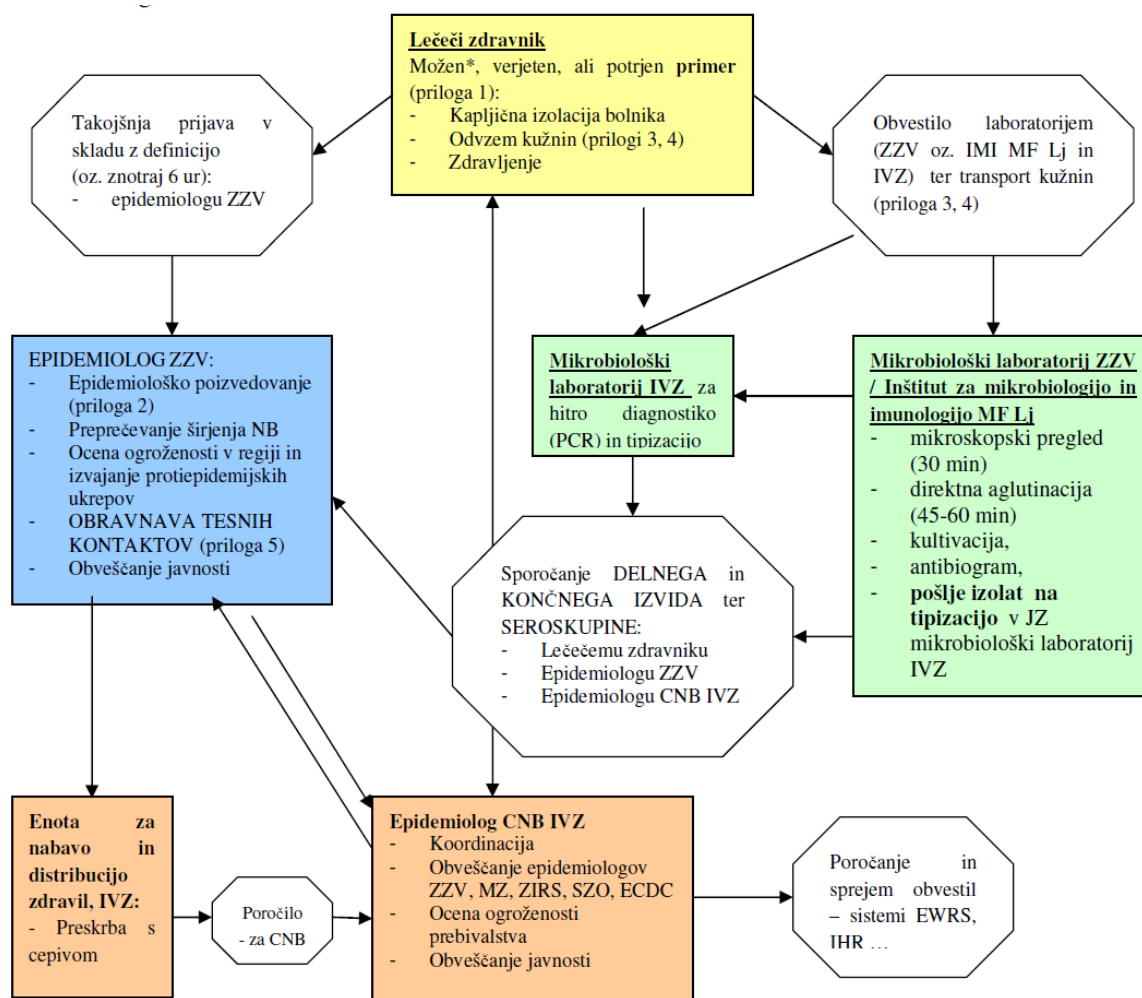 Lečeči zdravnik
Možen*, verjeten, ali potrjen primer
(priloga 1):
- Kapljična izolacija bolnika
- Odvzem kužnin (prilogi 3, 4)
- Zdravljenje
Takojšnja prijava v
skladu z definicijo
(oz. znotraj 6 ur):
- epidemiologu ZZV
Obvestilo laboratorijem
(ZZV oz. IMI MF Lj in
IVZ) ter transport kužnin
(priloga 3, 4)
EPIDEMIOLOG ZZV:
- Epidemiološko poizvedovanje
(priloga 2)
- Preprečevanje širjenja NB
- Ocena ogroženosti v regiji in
izvajanje protiepidemijskih
ukrepov
- OBRAVNAVA TESNIH
KONTAKTOV (priloga 5)
- Obveščanje javnosti
Mikrobiološki
laboratorij IVZ za
hitro diagnostiko
(PCR) in tipizacijo
Mikrobiološki laboratorij ZZV
/ Inštitut za mikrobiologijo in
imunologijo MF Lj
- mikroskopski pregled
(30 min)
- direktna aglutinacija
(45-60 min)
- kultivacija,
- antibiogram,
- pošlje izolat na
tipizacijo v JZ
mikrobiološki laboratorij
IVZ
Sporočanje DELNEGA in
KONČNEGA IZVIDA ter
SEROSKUPINE:
- Lečečemu zdravniku
- Epidemiologu ZZV
- Epidemiologu CNB IVZ
Enota za
nabavo in
distribucijo
zdravil, IVZ:
- Preskrba s
cepivom
Poročilo
- za CNB
Epidemiolog CNB IVZ
- Koordinacija
- Obveščanje epidemiologov
ZZV, MZ, ZIRS, SZO, ECDC
- Ocena ogroženosti
prebivalstva
- Obveščanje javnosti
Poročanje in
sprejem obvestil
– sistemi EWRS,
IHR …